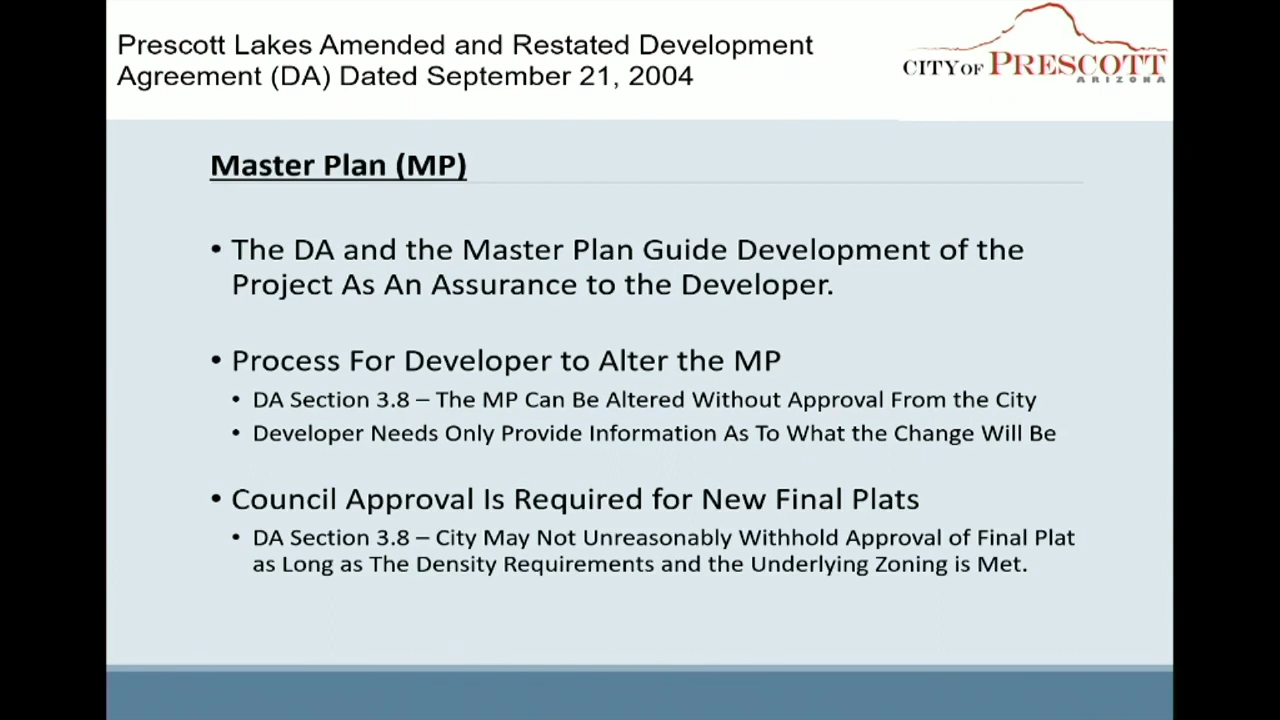 Prescott Lakes Amended and Restated Development
Agreement (DA) Dated September 21, 2004
CITY OF PRESCOTT
ARIZONA
Master Plan (MP)
• The DA and the Master Plan Guide Development of the
Project As An Assurance to the Developer.
• Process For Developer to Alter the MP
• DA Section 3.8 – The MP Can Be Altered Without Approval From the City
• Developer Needs Only Provide Information As To What the Change Will Be
• Council Approval Is Required for New Final Plats
• DA Section 3.8 – City May Not Unreasonably Withhold Approval of Final Plat
as Long as The Density Requirements and the Underlying Zoning is Met.